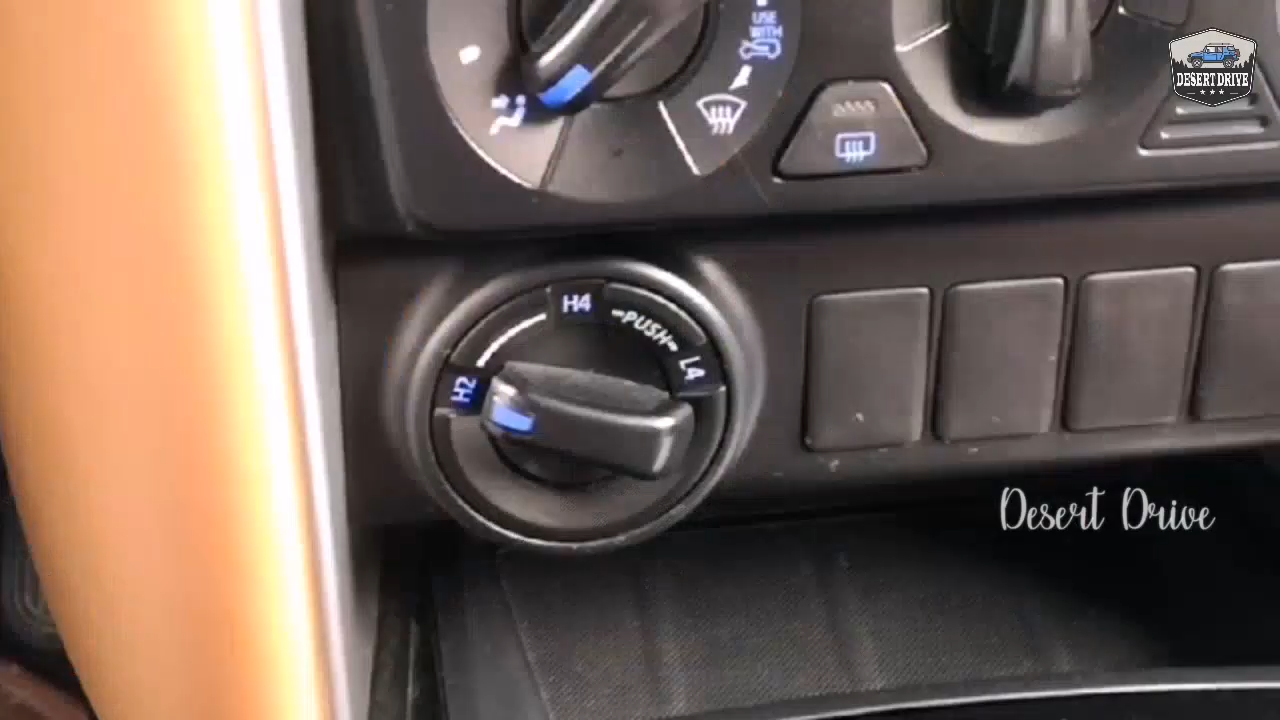 USE
WITH
DESERT DRIVE
H4
-PUSH-
L4
H2
Desert Drive